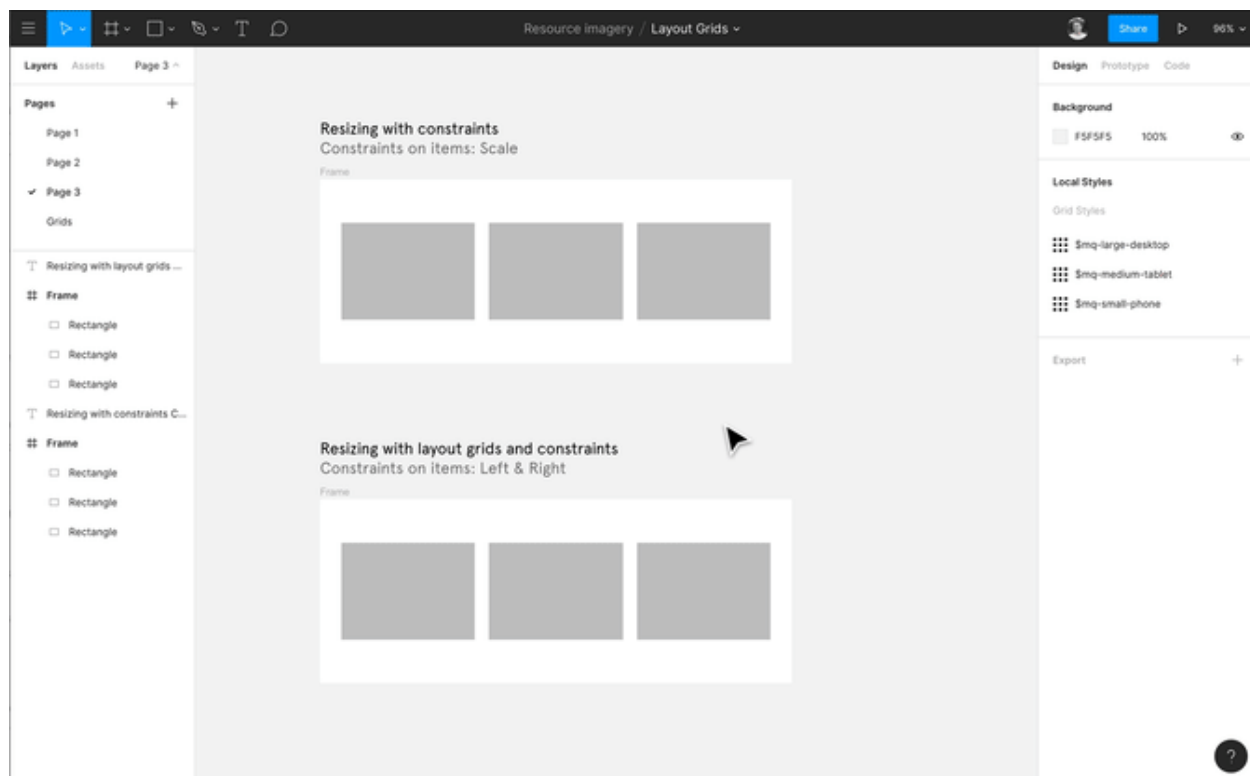 Resource imagery / Layout Grids
Share
96%
Layers Assets Page 3
Pages
Page 1
Page 2
Page 3
Grids
Resizing with layout grids ...
Frame
Rectangle
Rectangle
Rectangle
Resizing with constraints C...
Frame
Rectangle
Rectangle
Rectangle
Resizing with constraints
Constraints on items: Scale
Frame
Resizing with layout grids and constraints
Constraints on items: Left & Right
Frame
Design Prototype Code
Background
F5F5F5 100%
Local Styles
Grid Styles
$mq-large-desktop
$mq-medium-tablet
$mq-small-phone
Export
?